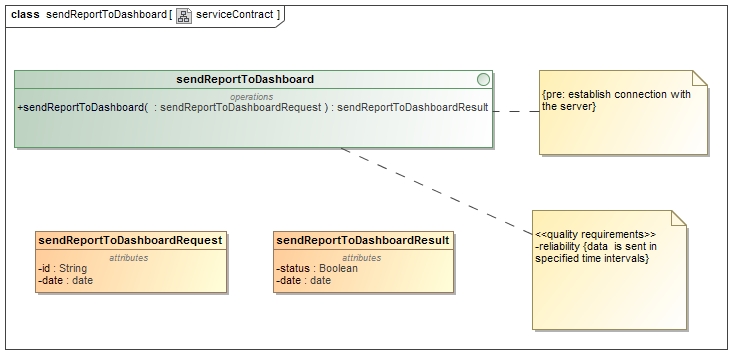 class sendReportToDashboard [ serviceContract ]
sendReportToDashboard
operations
+sendReportToDashboard( : sendReportToDashboardRequest ) : sendReportToDashboardResult
{pre: establish connection with
the server}
<<quality requirements>>
-reliability {data is sent in
specified time intervals}
sendReportToDashboardRequest
attributes
-id : String
-date : date
sendReportToDashboardResult
attributes
-status : Boolean
-date : date